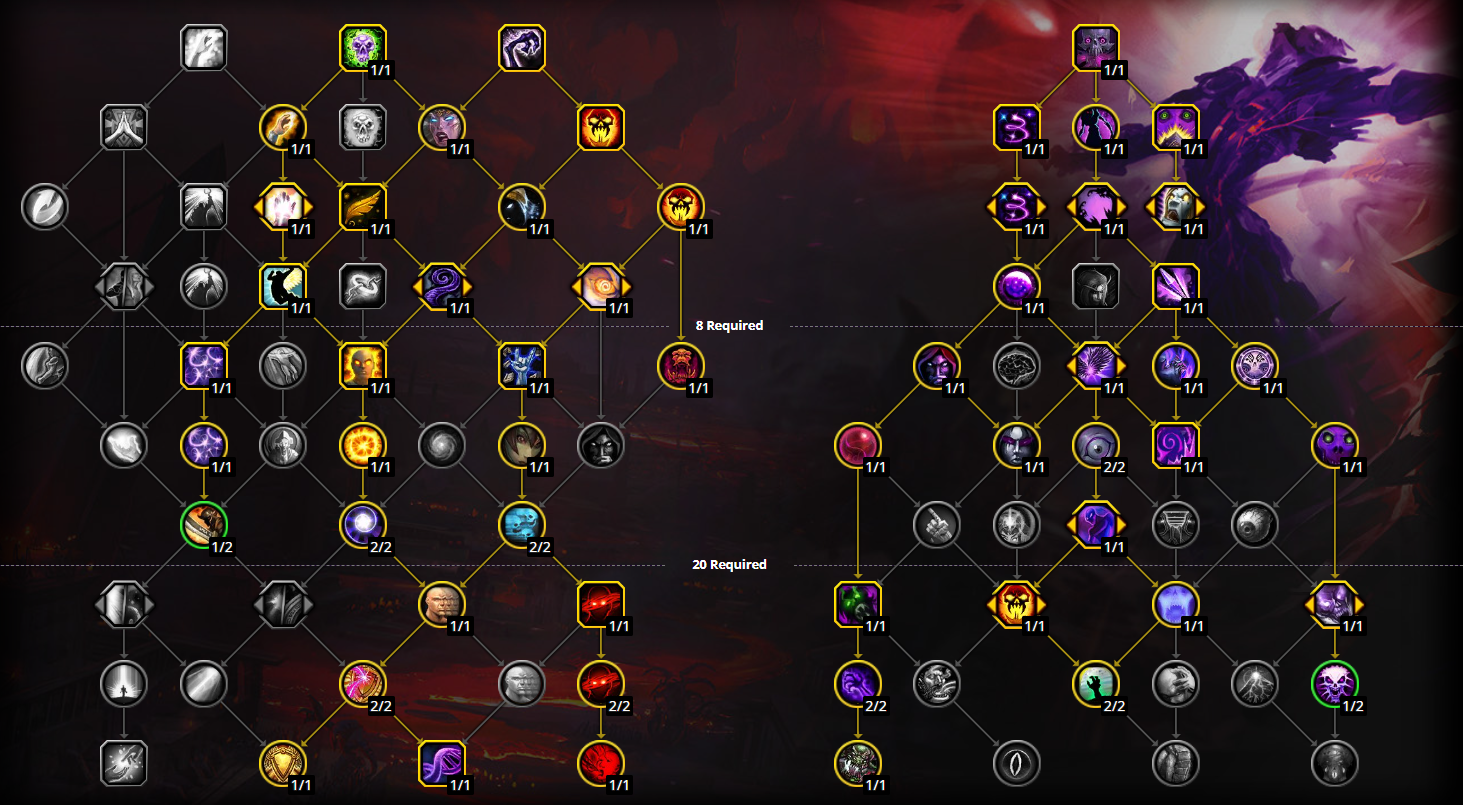 1/1 1/1
1/1 1/1 1/1 1/1 1/1
1/1 1/1 1/1 1/1 1/1 1/1 1/1
1/1 1/1 1/1 1/1 1/1
8 Required
1/1 1/1 1/1 1/1 1/1 1/1 1/1 1/1
1/1 1/1 1/1 1/1 1/1 2/2 1/1 1/1
1/2 2/2 2/2 1/1
20 Required
1/1 1/1 1/1 1/1 1/1 1/1
2/2 2/2 2/2 2/2 1/2
1/1 1/1 1/1 1/1